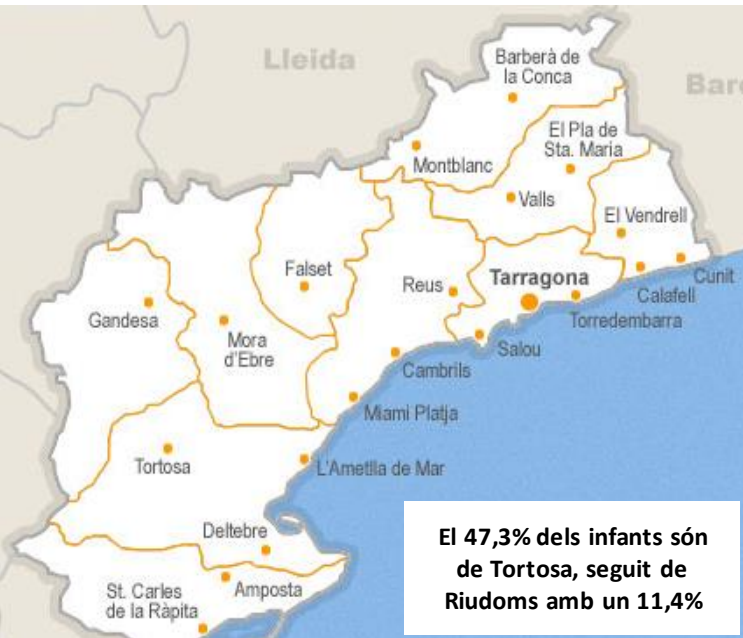 Lleida
Barc
Barberà de
la Conca
El Pla de
Sta. Maria
Montblanc
Valls
El Vendrell
Falset
Reus
Tarragona
Cunit
Calafell
Gandesa
Torredembarra
Mora
d'Ebre
Salou
Cambrils
Miami Platja
Tortosa
L'Ametlla de Mar
Deltebre
St. Carles
de la Ràpita
Amposta
El 47,3% dels infants són
de Tortosa, seguit de
Riudoms amb un 11,4%